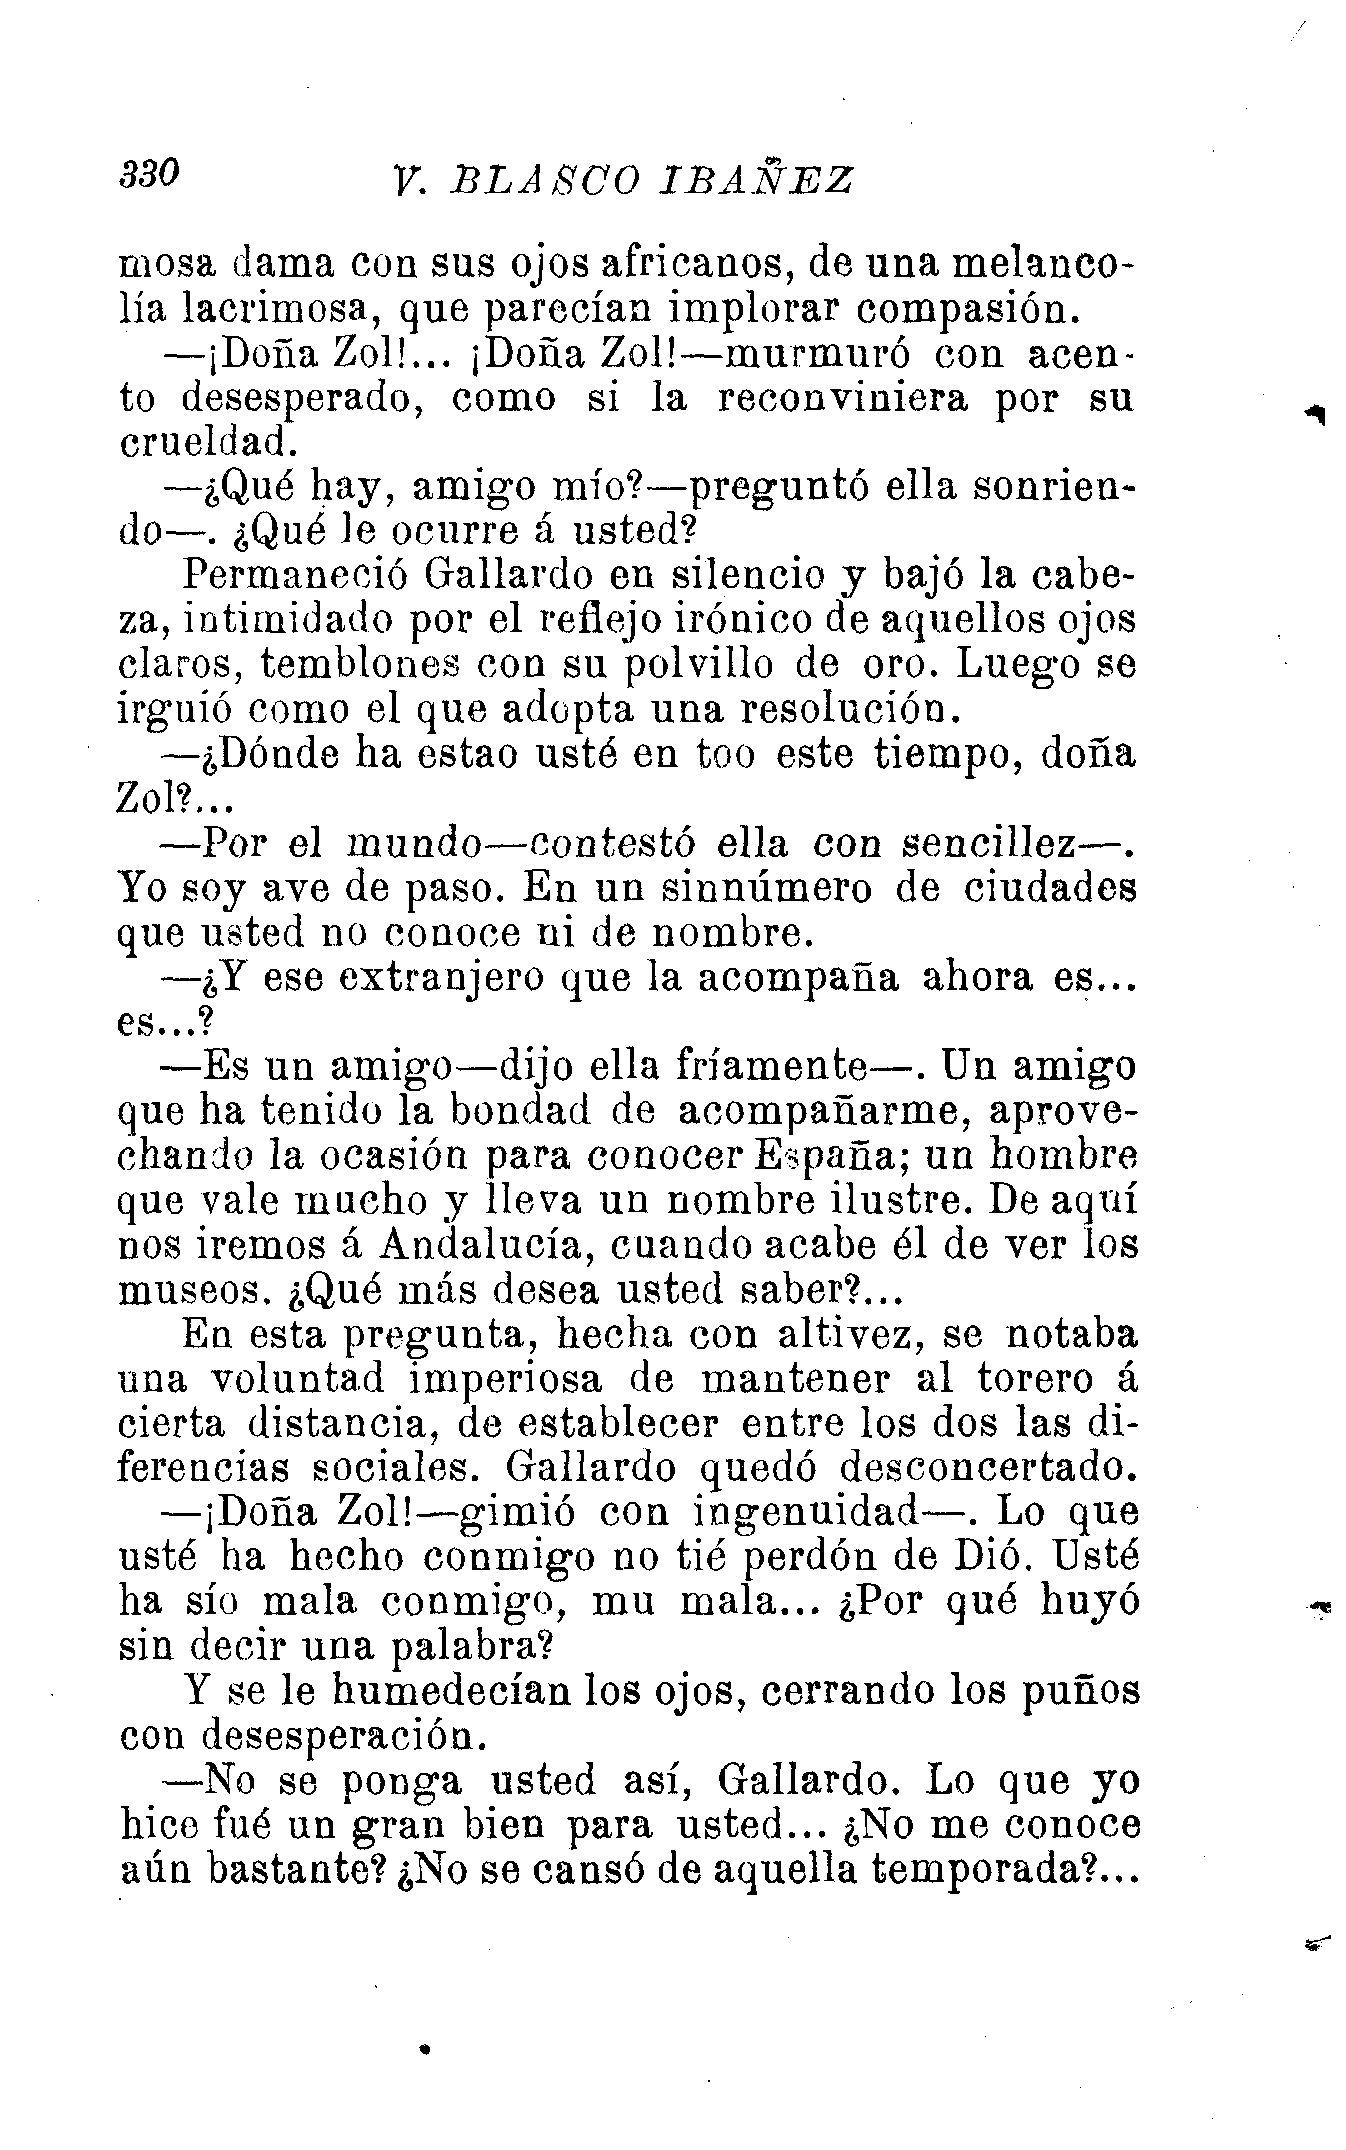 330 V. BLASCO IBAÑEZ
mosa dama con sus ojos africanos, de una melanco-
lía lacrimosa, que parecían implorar compasión.
—¡Doña Zol!... ¡Doña Zol!—murmuró con acen-
to desesperado, como si la reconviniera por su
crueldad.
—¿Qué hay, amigo mío?—preguntó ella sonrien-
do—. ¿Qué le ocurre á usted?
Permaneció Gallardo en silencio y bajó la cabe-
za, intimidado por el reflejo irónico de aquellos ojos
claros, temblones con su polvillo de oro. Luego se
irguió como el que adopta una resolución.
—¿Dónde ha estao usté en too este tiempo, doña
Zol?...
—Por el mundo—contestó ella con sencillez—.
Yo soy ave de paso. En un sinnúmero de ciudades
que usted no conoce ni de nombre.
—¿Y ese extranjero que la acompaña ahora es...
es...?
—Es un amigo—dijo ella fríamente—. Un amigo
que ha tenido la bondad de acompañarme, aprove-
chando la ocasión para conocer España; un hombre
que vale mucho y lleva un nombre ilustre. De aquí
nos iremos á Andalucía, cuando acabe él de ver los
museos. ¿Qué más desea usted saber?...
En esta pregunta, hecha con altivez, se notaba
una voluntad imperiosa de mantener al torero á
cierta distancia, de establecer entre los dos las di-
ferencias sociales. Gallardo quedó desconcertado.
—¡Doña Zol!—gimió con ingenuidad—. Lo que
usté ha hecho conmigo no tié perdón de Dió. Usté
ha sío mala conmigo, mu mala... ¿Por qué huyó
sin decir una palabra?
Y se le humedecían los ojos, cerrando los puños
con desesperación.
—No se ponga usted así, Gallardo. Lo que yo
hice fué un gran bien para usted... ¿No me conoce
aún bastante? ¿No se cansó de aquella temporada?...